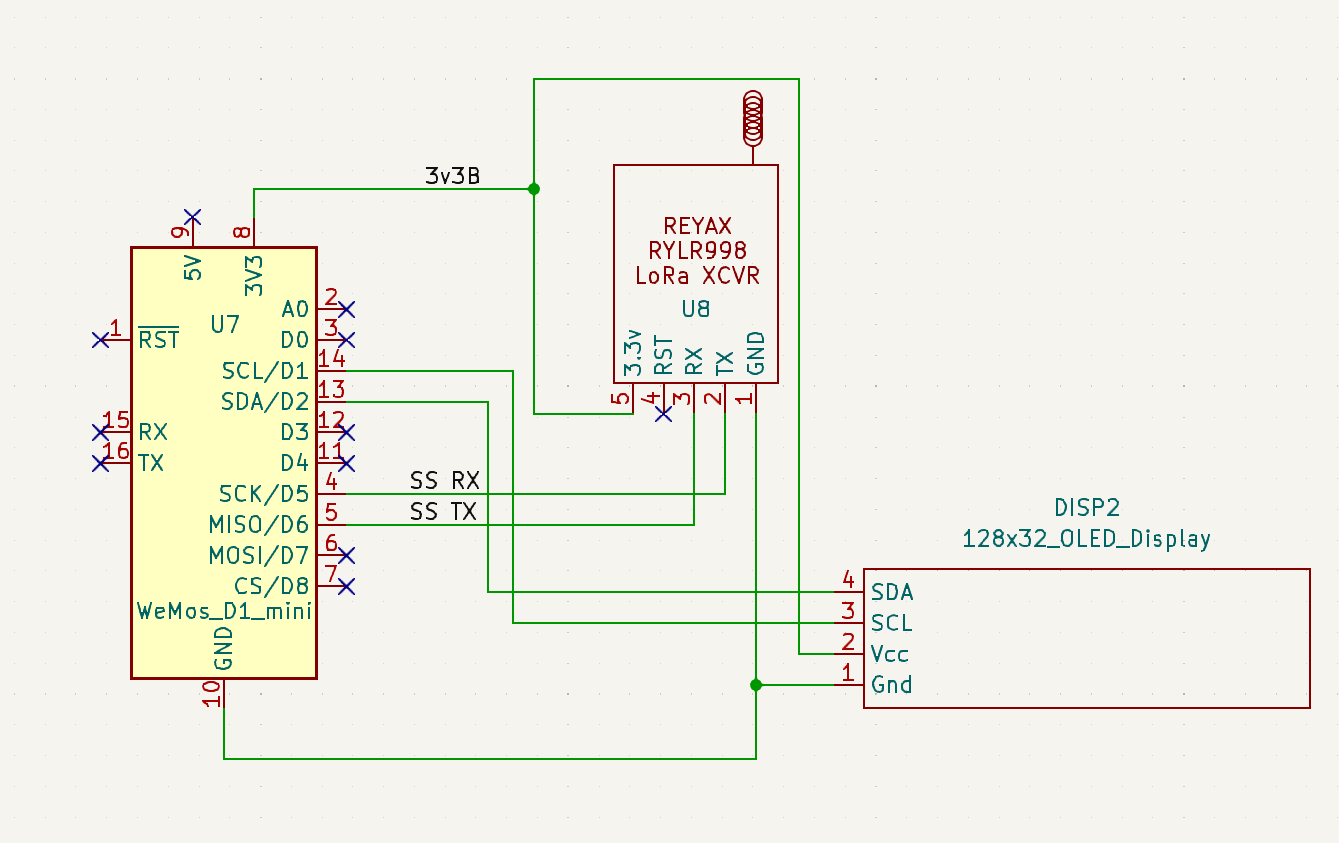 3v3B
9
8
5V
3V3
U7
1
RST
15
RX
16
TX
A0
2
D0
3
SCL/D1
14
SDA/D2
13
D3
12
D4
11
SCK/D5
4
MISO/D6
5
MOSI/D7
6
CS/D8
7
WeMos_D1_mini
GND
10
SS RX
SS TX
REYAX
RYLR998
LoRa XCVR
U8
3.3v
RST
RX
TX
GND
5
4
3
2
1
DISP2
128x32_OLED_Display
4
SDA
3
SCL
2
Vcc
1
Gnd